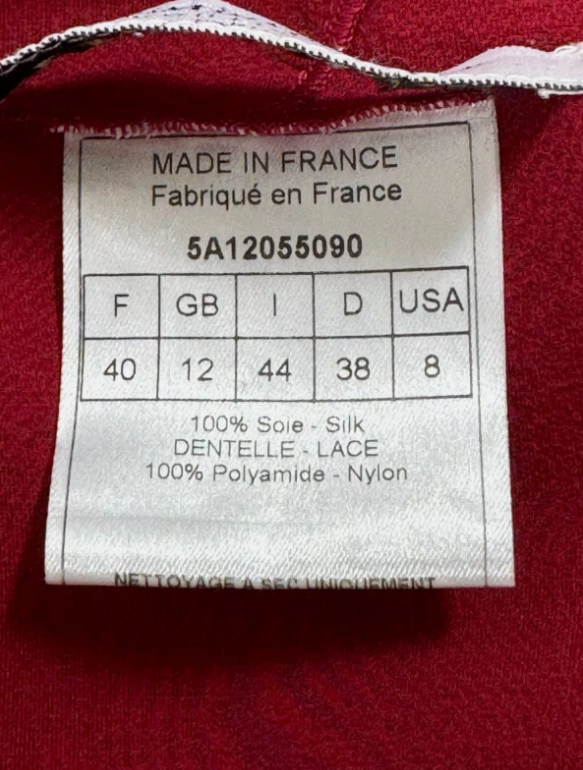 MADE IN FRANCE
Fabriqué en France
5A12055090
F GB I D USA
40 12 44 38 8
100% Soie - Silk
DENTELLE - LACE
100% Polyamide - Nylon
NETTOYAGE A SEC UNIQUEMENT